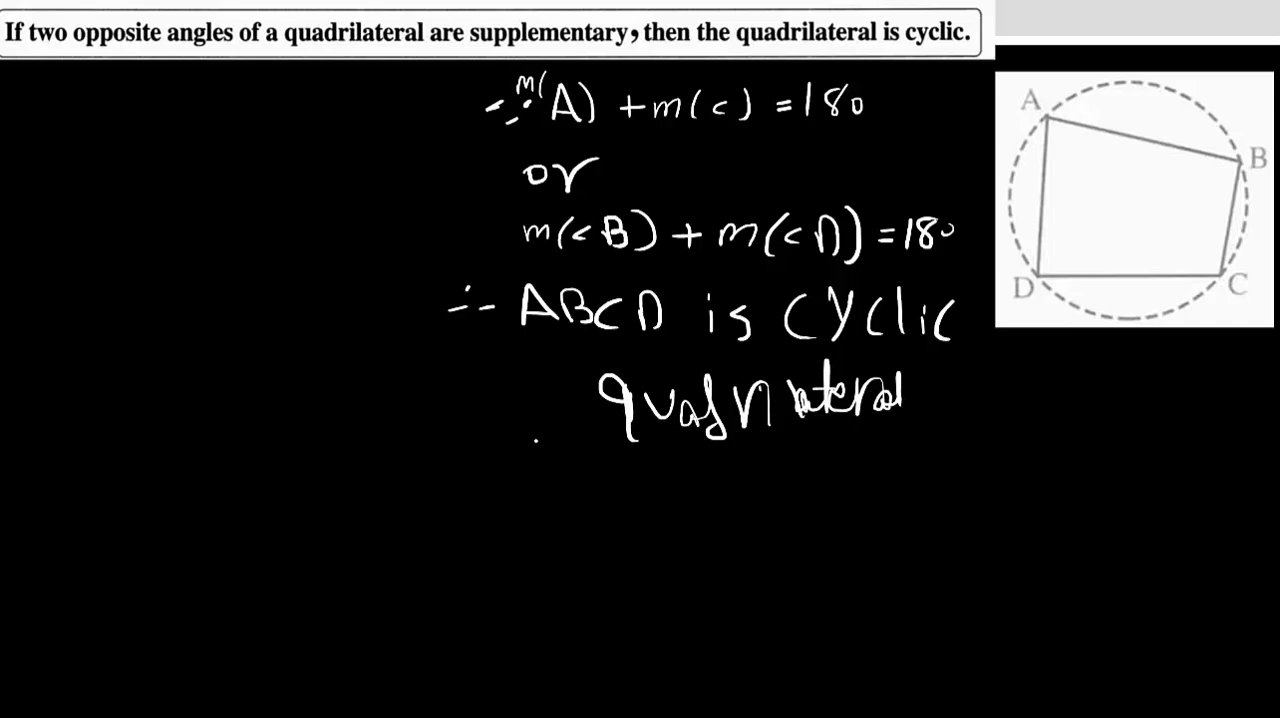 If two opposite angles of a quadrilateral are supplementary, then the quadrilateral is cyclic.
∵ m(A) + m(C) = 180
or
m(<B) + m(<D) = 180
∴ ABCD is cyclic
quadrilateral
A
B
D
C